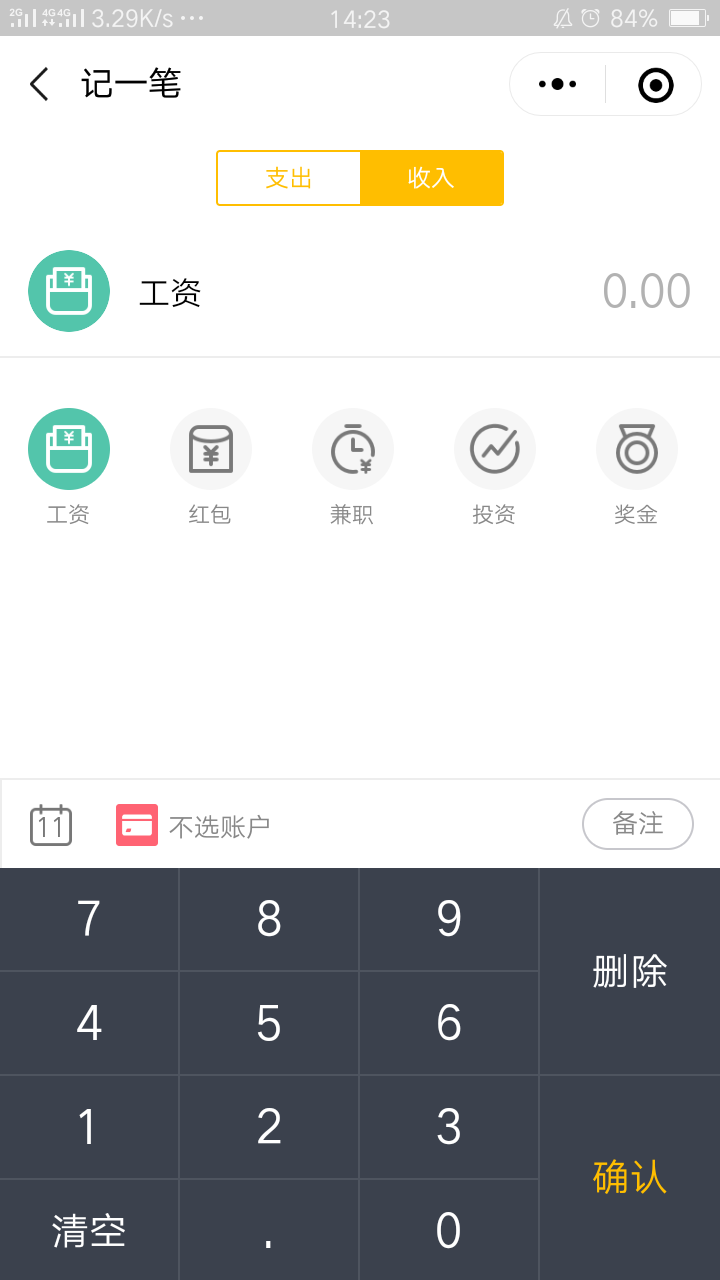 2G 4G 4G 3.29K/s ··· 14:23 84%
记一笔
支出 收入
¥ 工资 0.00
¥ ¥ ¥
工资 红包 兼职 投资 奖金
11 不选账户 备注
7 8 9
删除
4 5 6
1 2 3
确认
清空 . 0